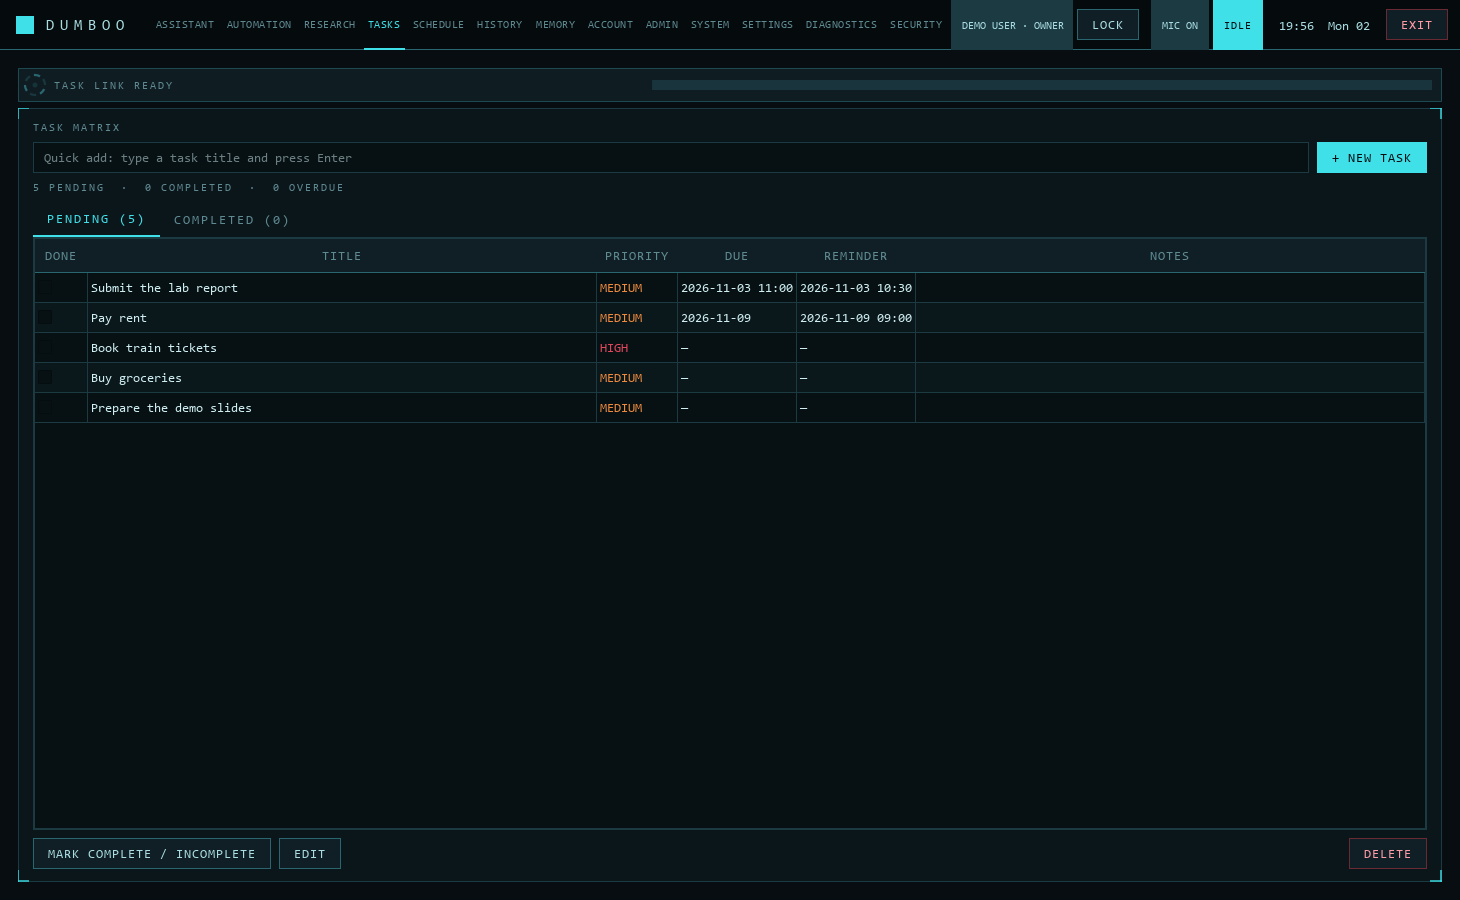 DUMBOO ASSISTANT AUTOMATION RESEARCH TASKS SCHEDULE HISTORY MEMORY ACCOUNT ADMIN SYSTEM SETTINGS DIAGNOSTICS SECURITY DEMO USER · OWNER LOCK MIC ON IDLE 19:56 Mon 02 EXIT
TASK LINK READY
TASK MATRIX
Quick add: type a task title and press Enter + NEW TASK
5 PENDING · 0 COMPLETED · 0 OVERDUE
PENDING (5) COMPLETED (0)
DONE TITLE PRIORITY DUE REMINDER NOTES
Submit the lab report MEDIUM 2026-11-03 11:00 2026-11-03 10:30
Pay rent MEDIUM 2026-11-09 2026-11-09 09:00
Book train tickets HIGH — —
Buy groceries MEDIUM — —
Prepare the demo slides MEDIUM — —
MARK COMPLETE / INCOMPLETE EDIT DELETE